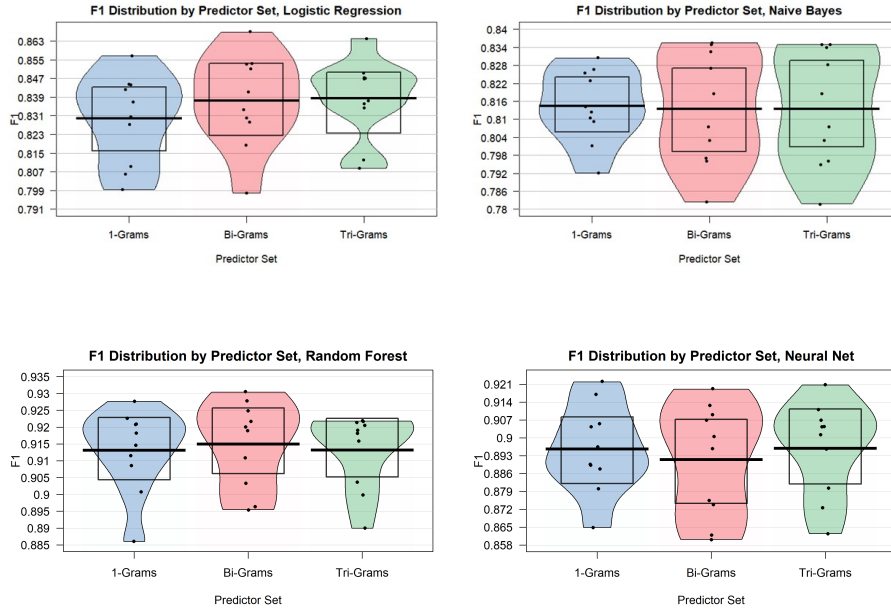 F1 Distribution by Predictor Set, Logistic Regression
0.863
0.855
0.847
0.839
0.831
0.823
0.815
0.807
0.799
0.791
F1
1-Grams Bi-Grams Tri-Grams
Predictor Set
F1 Distribution by Predictor Set, Naive Bayes
0.84
0.834
0.828
0.822
0.816
0.81
0.804
0.798
0.792
0.786
0.78
F1
1-Grams Bi-Grams Tri-Grams
Predictor Set
F1 Distribution by Predictor Set, Random Forest
0.935
0.93
0.925
0.92
0.915
0.91
0.905
0.9
0.895
0.89
0.885
F1
1-Grams Bi-Grams Tri-Grams
Predictor Set
F1 Distribution by Predictor Set, Neural Net
0.921
0.914
0.907
0.9
0.893
0.886
0.879
0.872
0.865
0.858
F1
1-Grams Bi-Grams Tri-Grams
Predictor Set